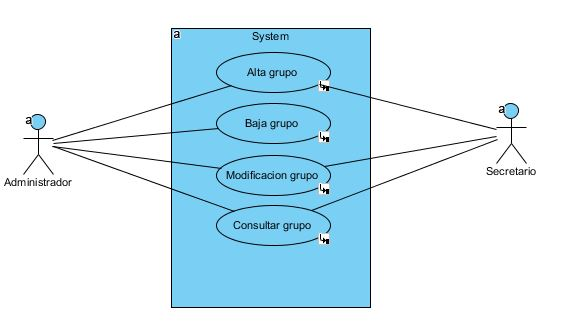 a
System
Alta grupo
Baja grupo
Modificacion grupo
Consultar grupo
a
Administrador
a
Secretario